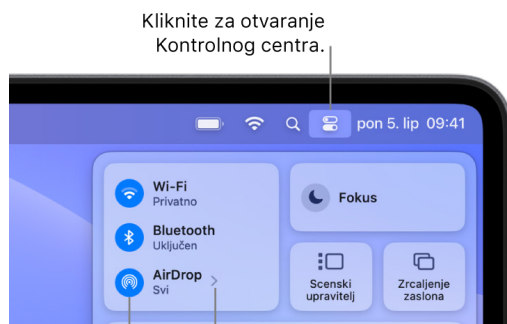 Kliknite za otvaranje
Kontrolnog centra.
pon 5. lip 09:41
Wi-Fi
Privatno
Bluetooth
Uključen
AirDrop
Svi
Fokus
Scenski
upravitelj
Zrcaljenje
zaslona